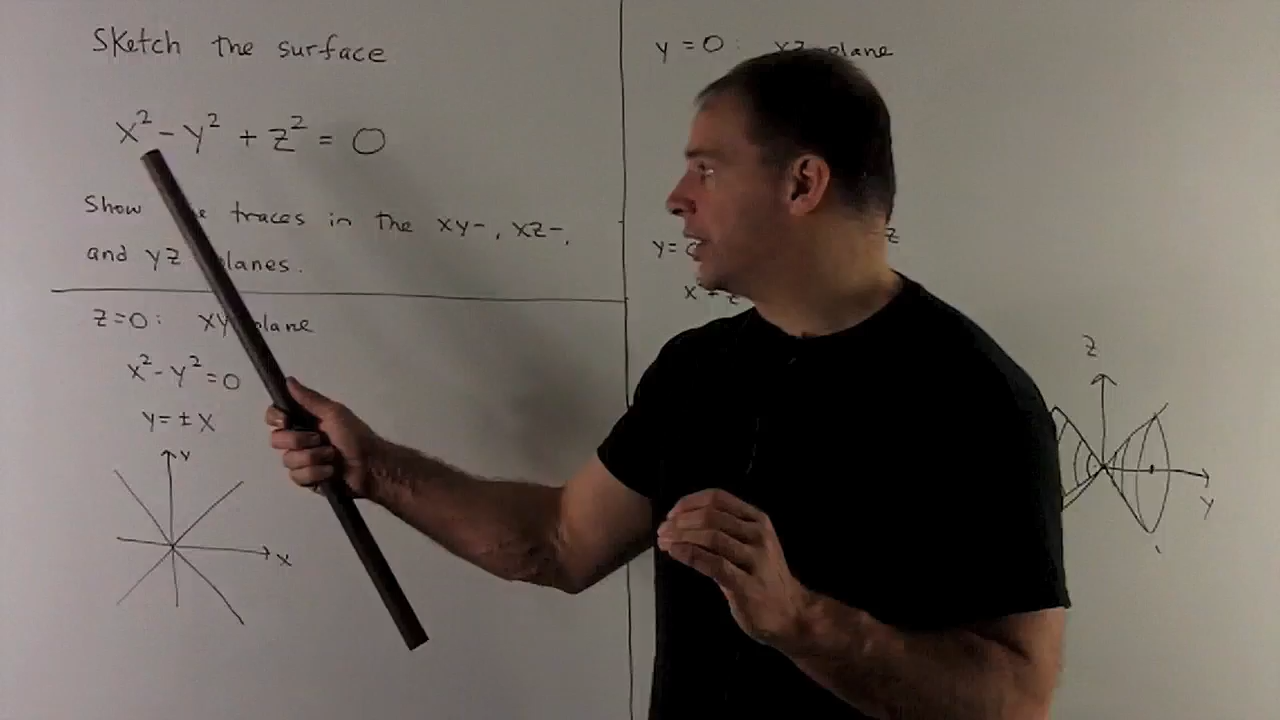 Sketch the surface
x² - y² + z² = 0
Show traces in the xy-, xz-,
and yz planes.
z=0: xy plane
x² - y² = 0
y = ± x
y
x
y = 0: xz plane
y=
z
x² + z
z
y